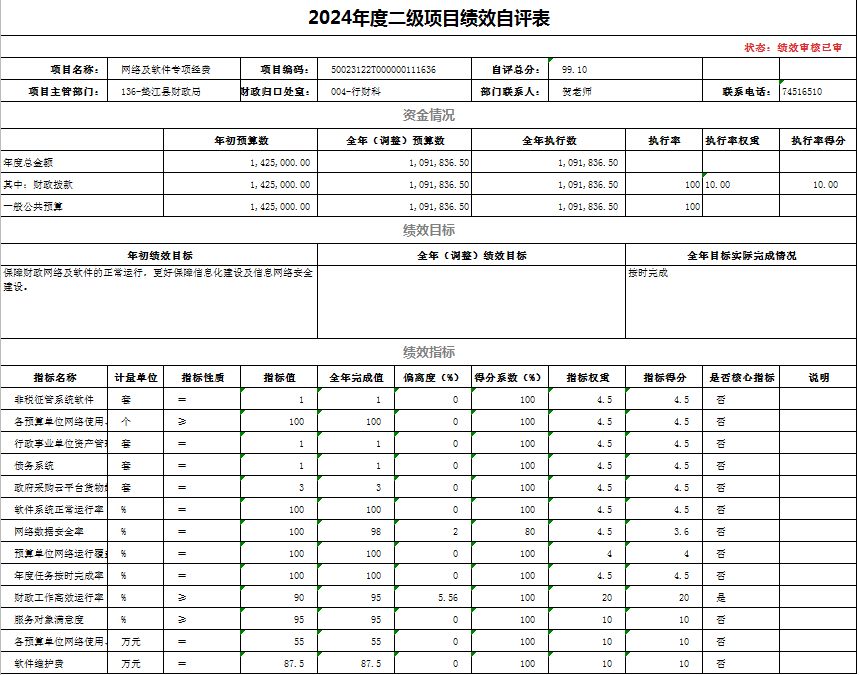 2024年度二级项目绩效自评表
状态：绩效审核已审
项目名称： 网络及软件专项经费 项目编码： 50023122T000000111636 自评总分： 99.10
项目主管部门： 136-垫江县财政局 财政归口处室： 004-行财科 部门联系人： 贺老师 联系电话： 74516510
资金情况
年初预算数 全年（调整）预算数 全年执行数 执行率 执行率权重 执行率得分
年度总金额 1,425,000.00 1,091,836.50 1,091,836.50
其中：财政拨款 1,425,000.00 1,091,836.50 1,091,836.50 100 10.00 10.00
一般公共预算 1,425,000.00 1,091,836.50 1,091,836.50 100
绩效目标
年初绩效目标 全年（调整）绩效目标 全年目标实际完成情况
保障财政网络及软件的正常运行，更好保障信息化建设及信息网络安全 按时完成
建设。
绩效指标
指标名称 计量单位 指标性质 指标值 全年完成值 偏离度（%） 得分系数（%） 指标权重 指标得分 是否核心指标 说明
非税征管系统软件 套 ＝ 1 1 0 100 4.5 4.5 否
各预算单位网络使用、 个 ≥ 100 100 0 100 4.5 4.5 否
行政事业单位资产管 套 ＝ 1 1 0 100 4.5 4.5 否
债务系统 套 ＝ 1 1 0 100 4.5 4.5 否
政府采购云平台货物 套 ＝ 3 3 0 100 4.5 4.5 否
软件系统正常运行率 % ＝ 100 100 0 100 4.5 4.5 否
网络数据安全率 % ＝ 100 98 2 80 4.5 3.6 否
预算单位网络运行覆 % ＝ 100 100 0 100 4 4 否
年度任务按时完成率 % ＝ 100 100 0 100 4.5 4.5 否
财政工作高效运行率 % ≥ 90 95 5.56 100 20 20 是
服务对象满意度 % ≥ 95 95 0 100 10 10 否
各预算单位网络使用、 万元 ＝ 55 55 0 100 10 10 否
软件维护费 万元 ＝ 87.5 87.5 0 100 10 10 否